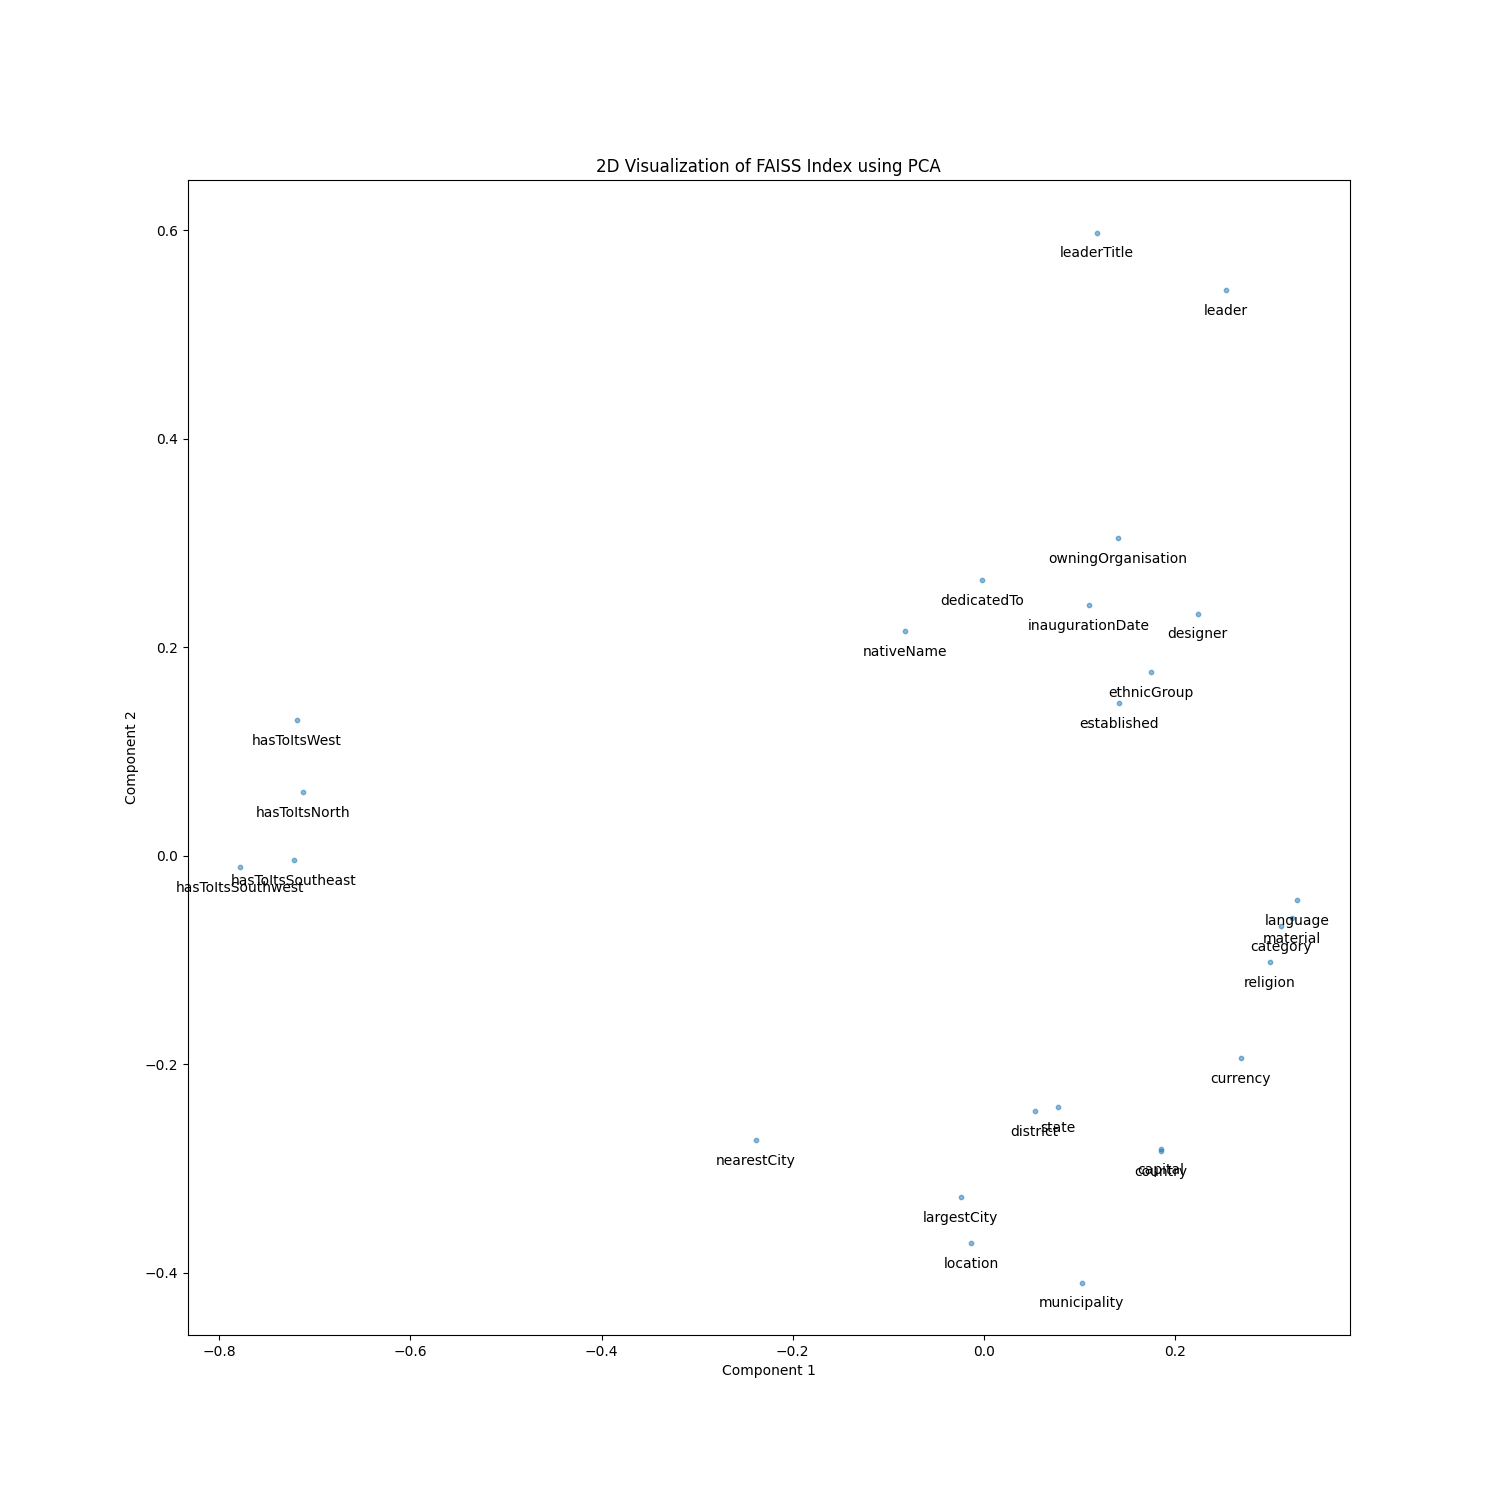 2D Visualization of FAISS Index using PCA
0.6
leaderTitle
leader
0.4
owningOrganisation
dedicatedTo
inaugurationDate
designer
0.2
nativeName
ethnicGroup
established
hasToItsWest
Component 2
hasToItsNorth
0.0
hasToItsSoutheast
hasToItsSouthwest
language
material
category
religion
−0.2
currency
state
district
nearestCity
capital
country
largestCity
location
−0.4
municipality
−0.8 −0.6 −0.4 −0.2 0.0 0.2
Component 1